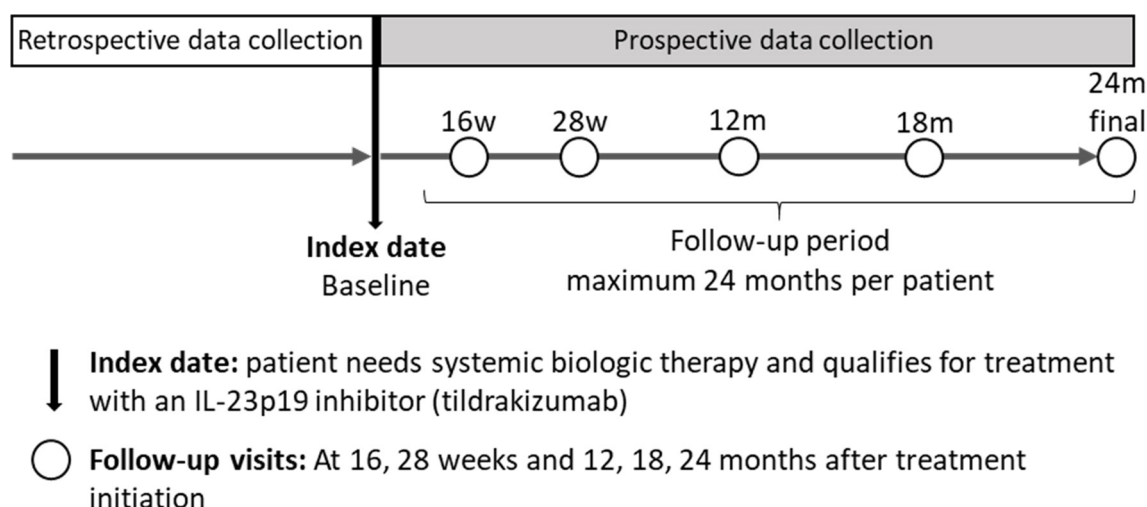 Retrospective data collection
Prospective data collection
16w
28w
12m
18m
24m
final
Index date
Baseline
Follow-up period
maximum 24 months per patient
Index date: patient needs systemic biologic therapy and qualifies for treatment
with an IL-23p19 inhibitor (tildrakizumab)
Follow-up visits: At 16, 28 weeks and 12, 18, 24 months after treatment
initiation